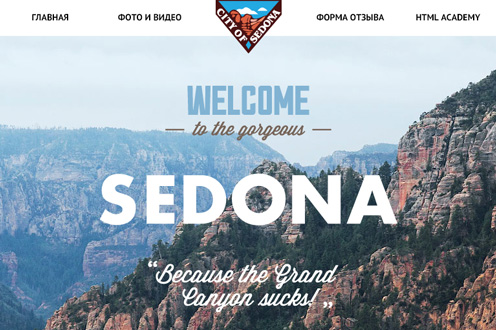 ГЛАВНАЯ
ФОТО И ВИДЕО
CITY OF SEDONA
ФОРМА ОТЗЫВА
HTML ACADEMY
WELCOME
to the gorgeous
SEDONA
“Because the Grand
Canyon sucks!”